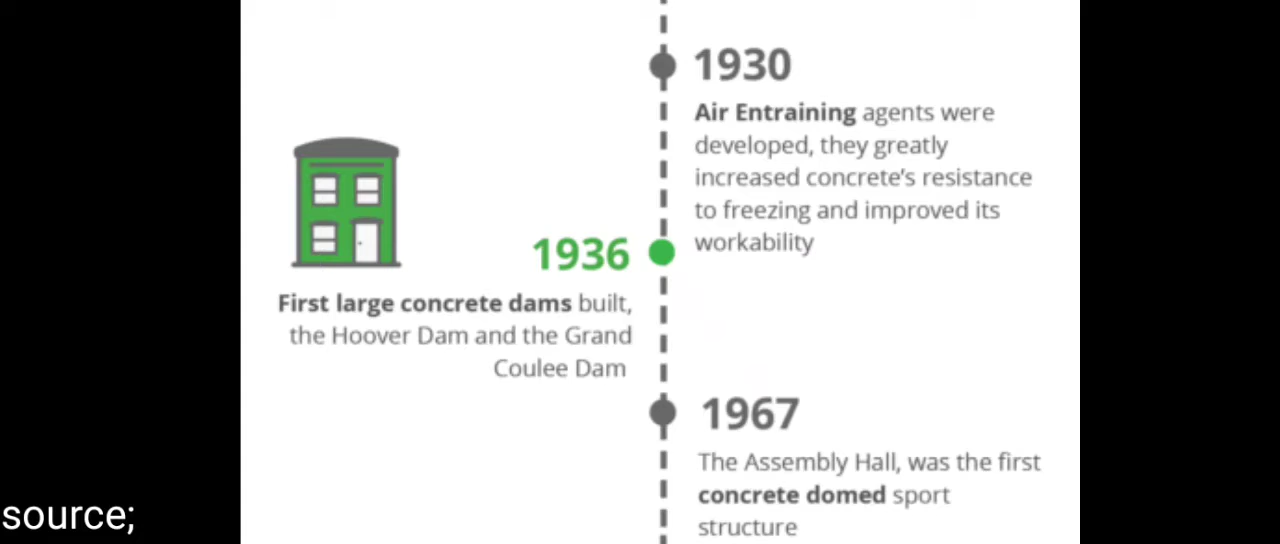 1930
Air Entraining agents were
developed, they greatly
increased concrete's resistance
to freezing and improved its
workability
1936
First large concrete dams built,
the Hoover Dam and the Grand
Coulee Dam
1967
The Assembly Hall, was the first
concrete domed sport
structure
source;